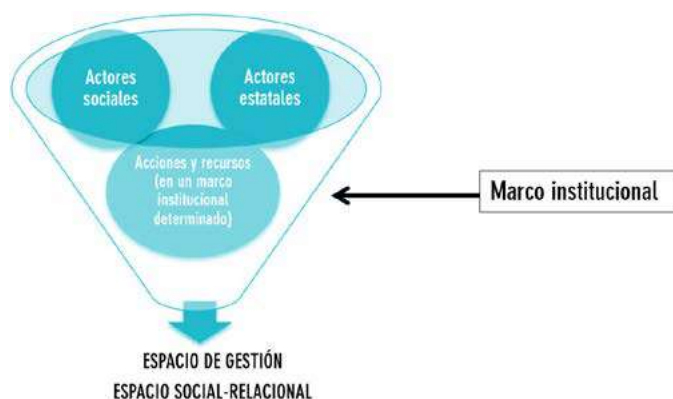 Actores
sociales
Actores
estatales
Acciones y recursos
(en un marco
institucional
determinado)
Marco institucional
ESPACIO DE GESTIÓN
ESPACIO SOCIAL-RELACIONAL